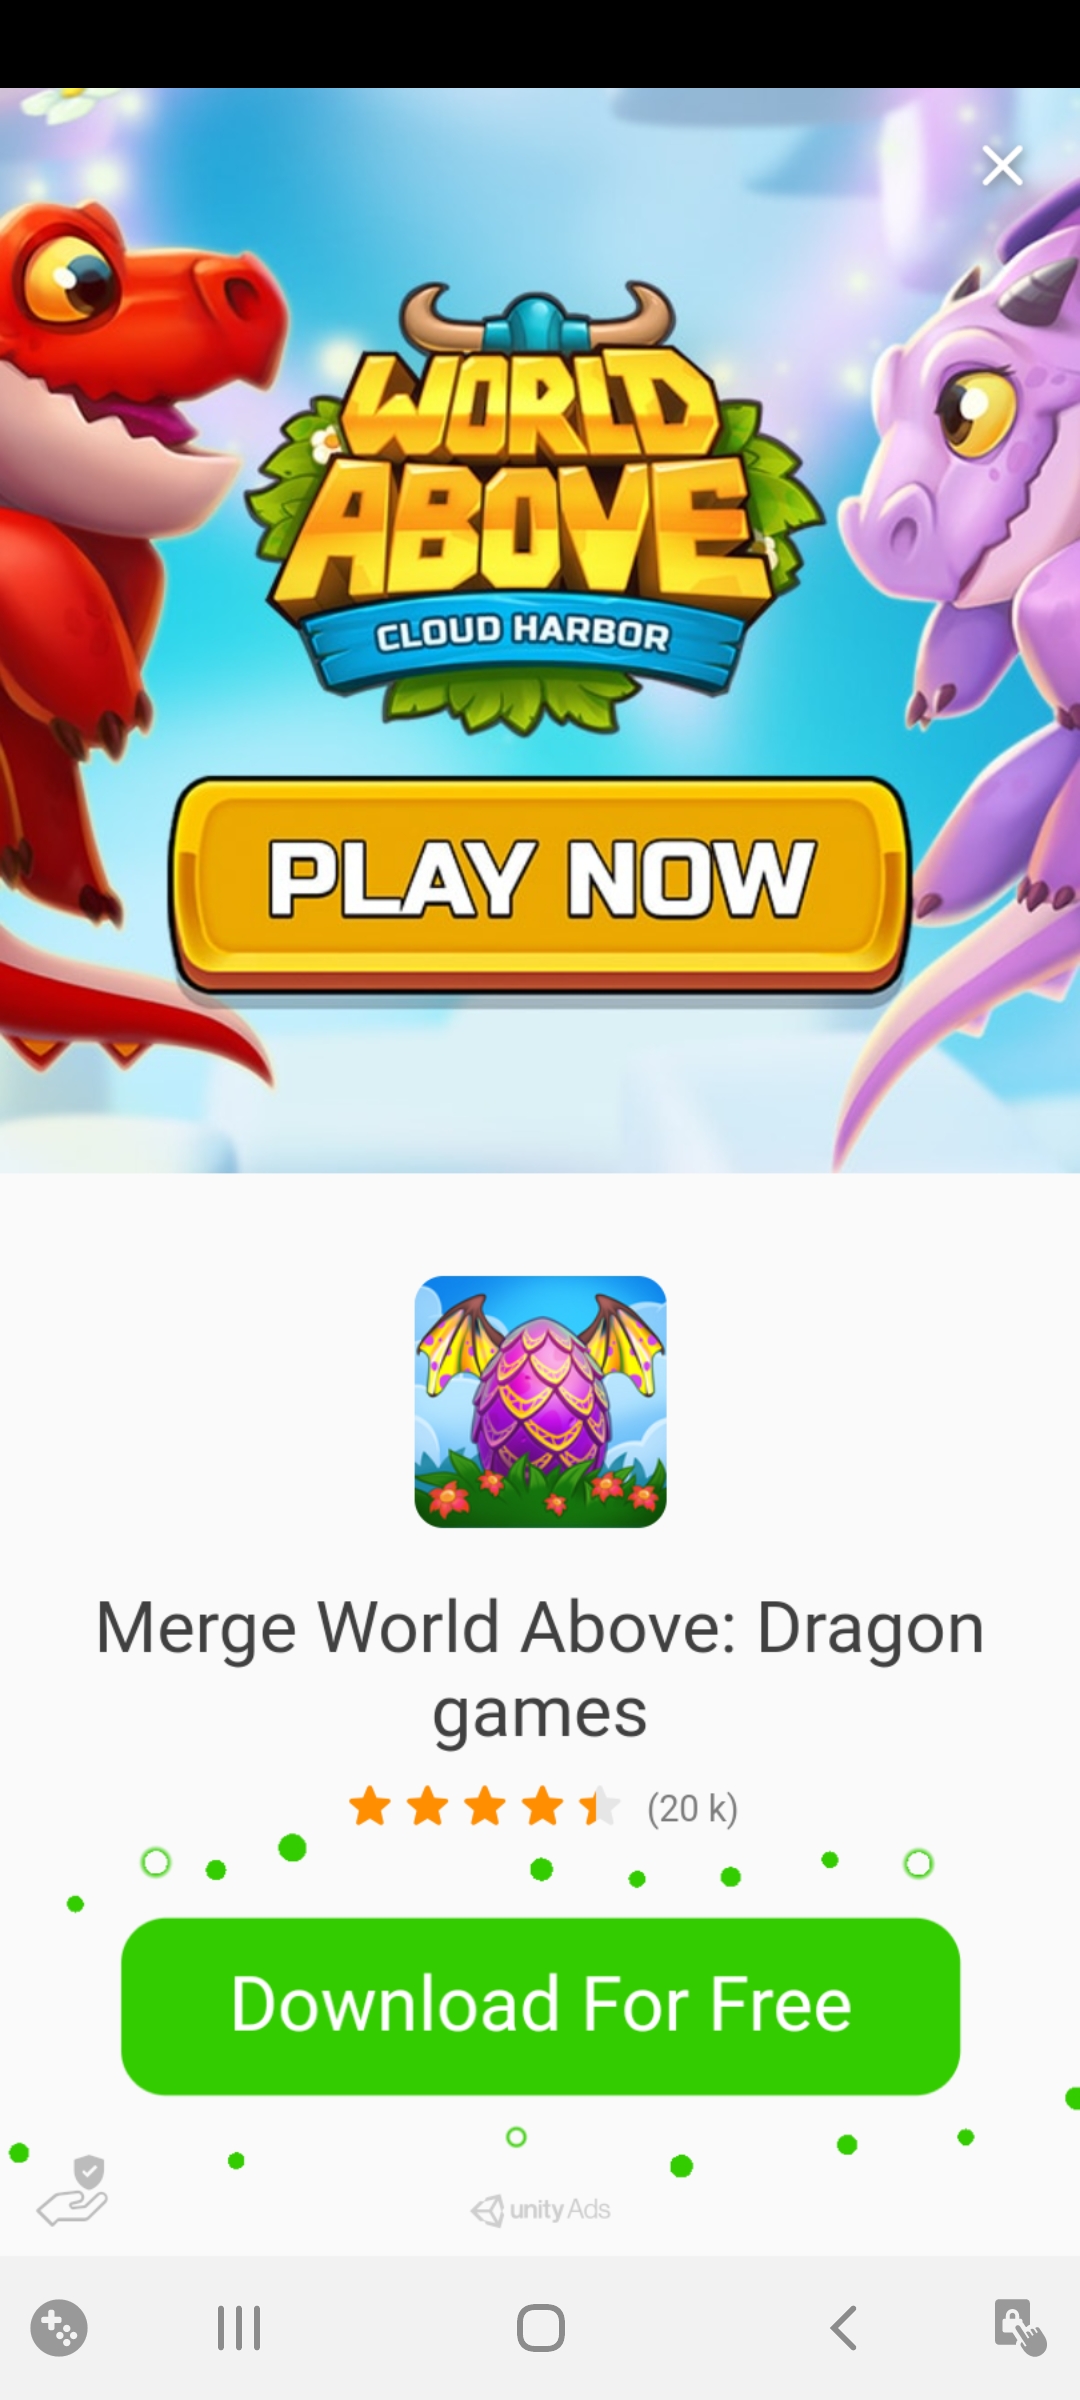 WORLD
ABOVE
CLOUD HARBOR
PLAY NOW
Merge World Above: Dragon
games
(20 k)
Download For Free
unity Ads